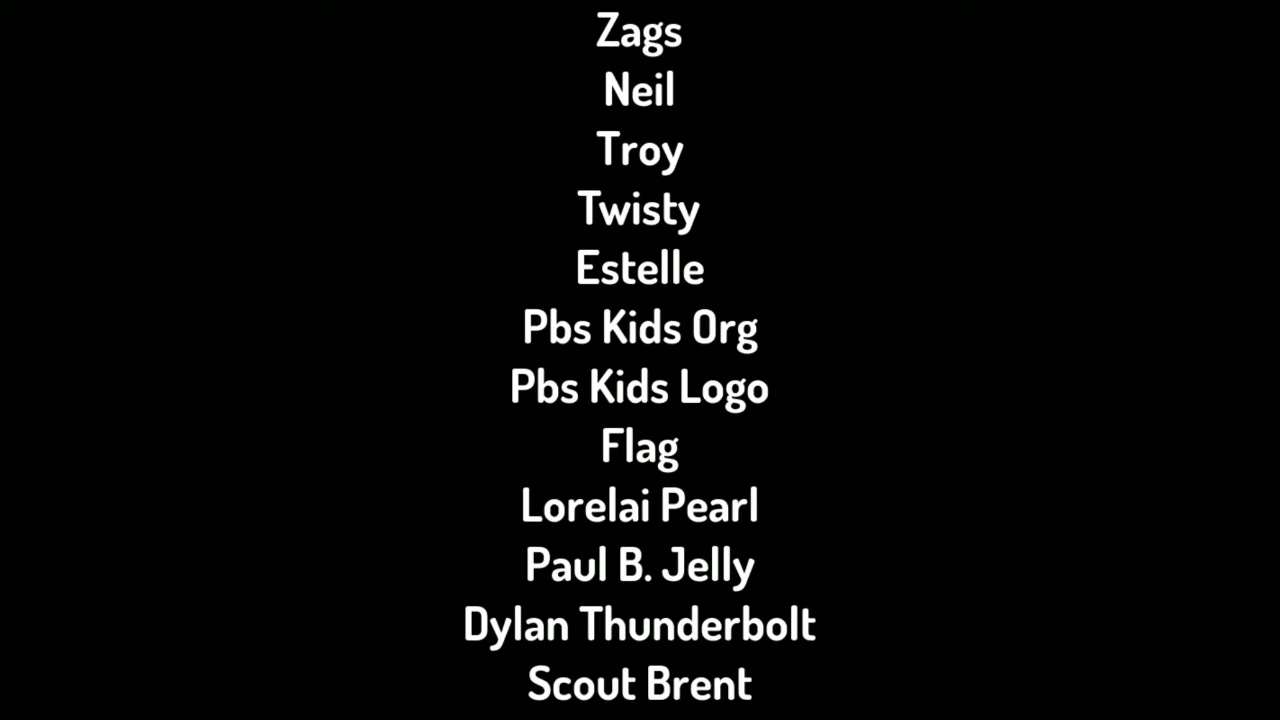 Zags
Neil
Troy
Twisty
Estelle
Pbs Kids Org
Pbs Kids Logo
Flag
Lorelai Pearl
Paul B. Jelly
Dylan Thunderbolt
Scout Brent